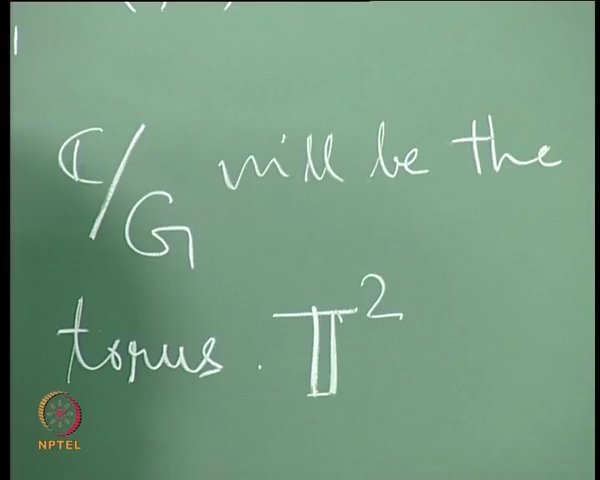 ℂ/G will be the
torus. 𝕋²
NPTEL